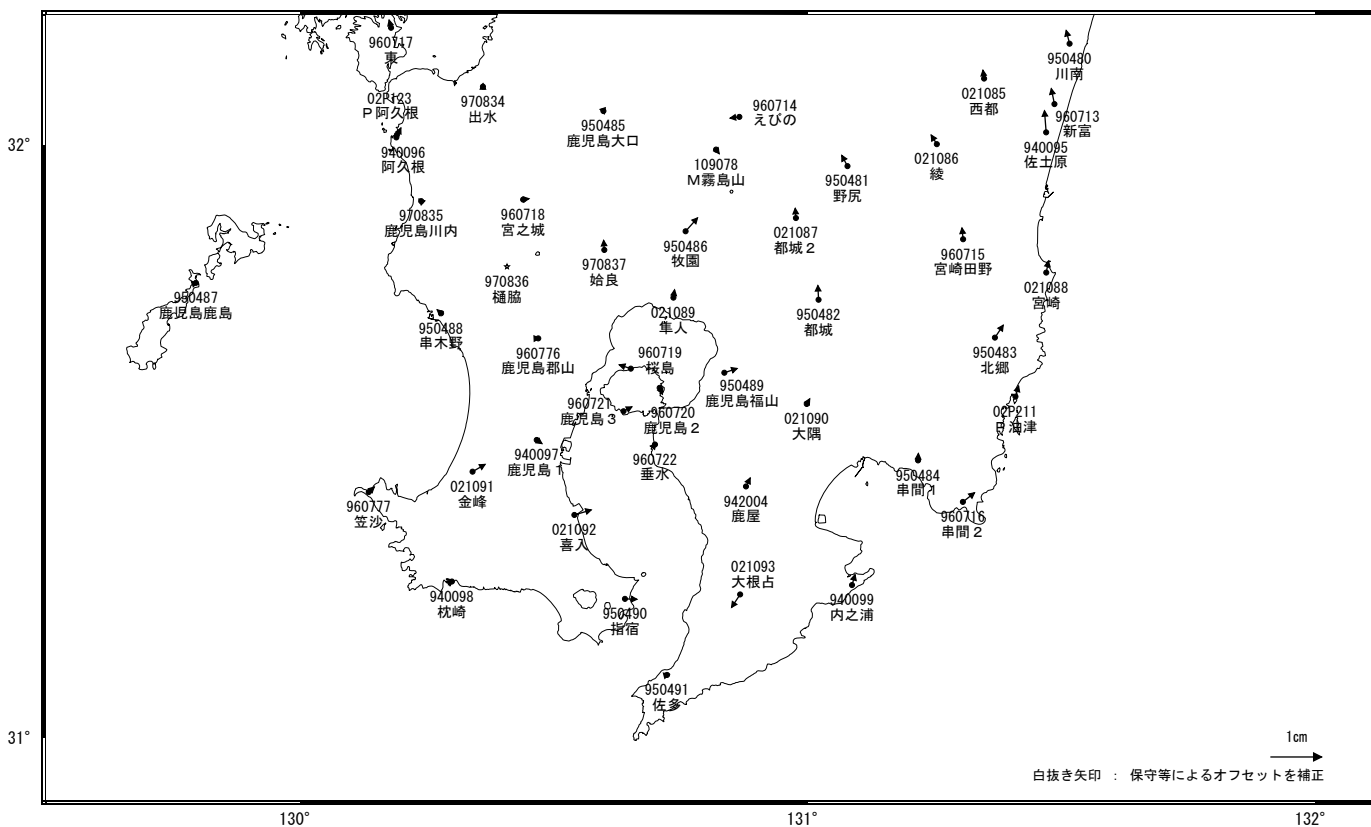 960717
東
02P123
P阿久根
940096
阿久根
970834
出水
950485
鹿児島大口
960714
えびの
109078
M霧島山
950480
川南
021085
西都
960713
新富
940095
佐土原
021086
綾
950481
野尻
32°
970835
鹿児島川内
960718
宮之城
950486
牧園
021087
都城2
960715
宮崎田野
970837
姶良
970836
樋脇
021088
宮崎
950487
鹿児島鹿島
950488
串木野
021089
隼人
950482
都城
950483
北郷
960776
鹿児島郡山
960719
桜島
950489
鹿児島福山
960721
鹿児島3
960720
鹿児島2
021090
大隅
02P211
P油津
940097
鹿児島1
960722
垂水
950484
串間1
021091
金峰
942004
鹿屋
960777
笠沙
960716
串間2
021092
喜入
021093
大根占
940098
枕崎
950490
指宿
940099
内之浦
950491
佐多
31°
1cm
白抜き矢印 : 保守等によるオフセットを補正
130°
131°
132°